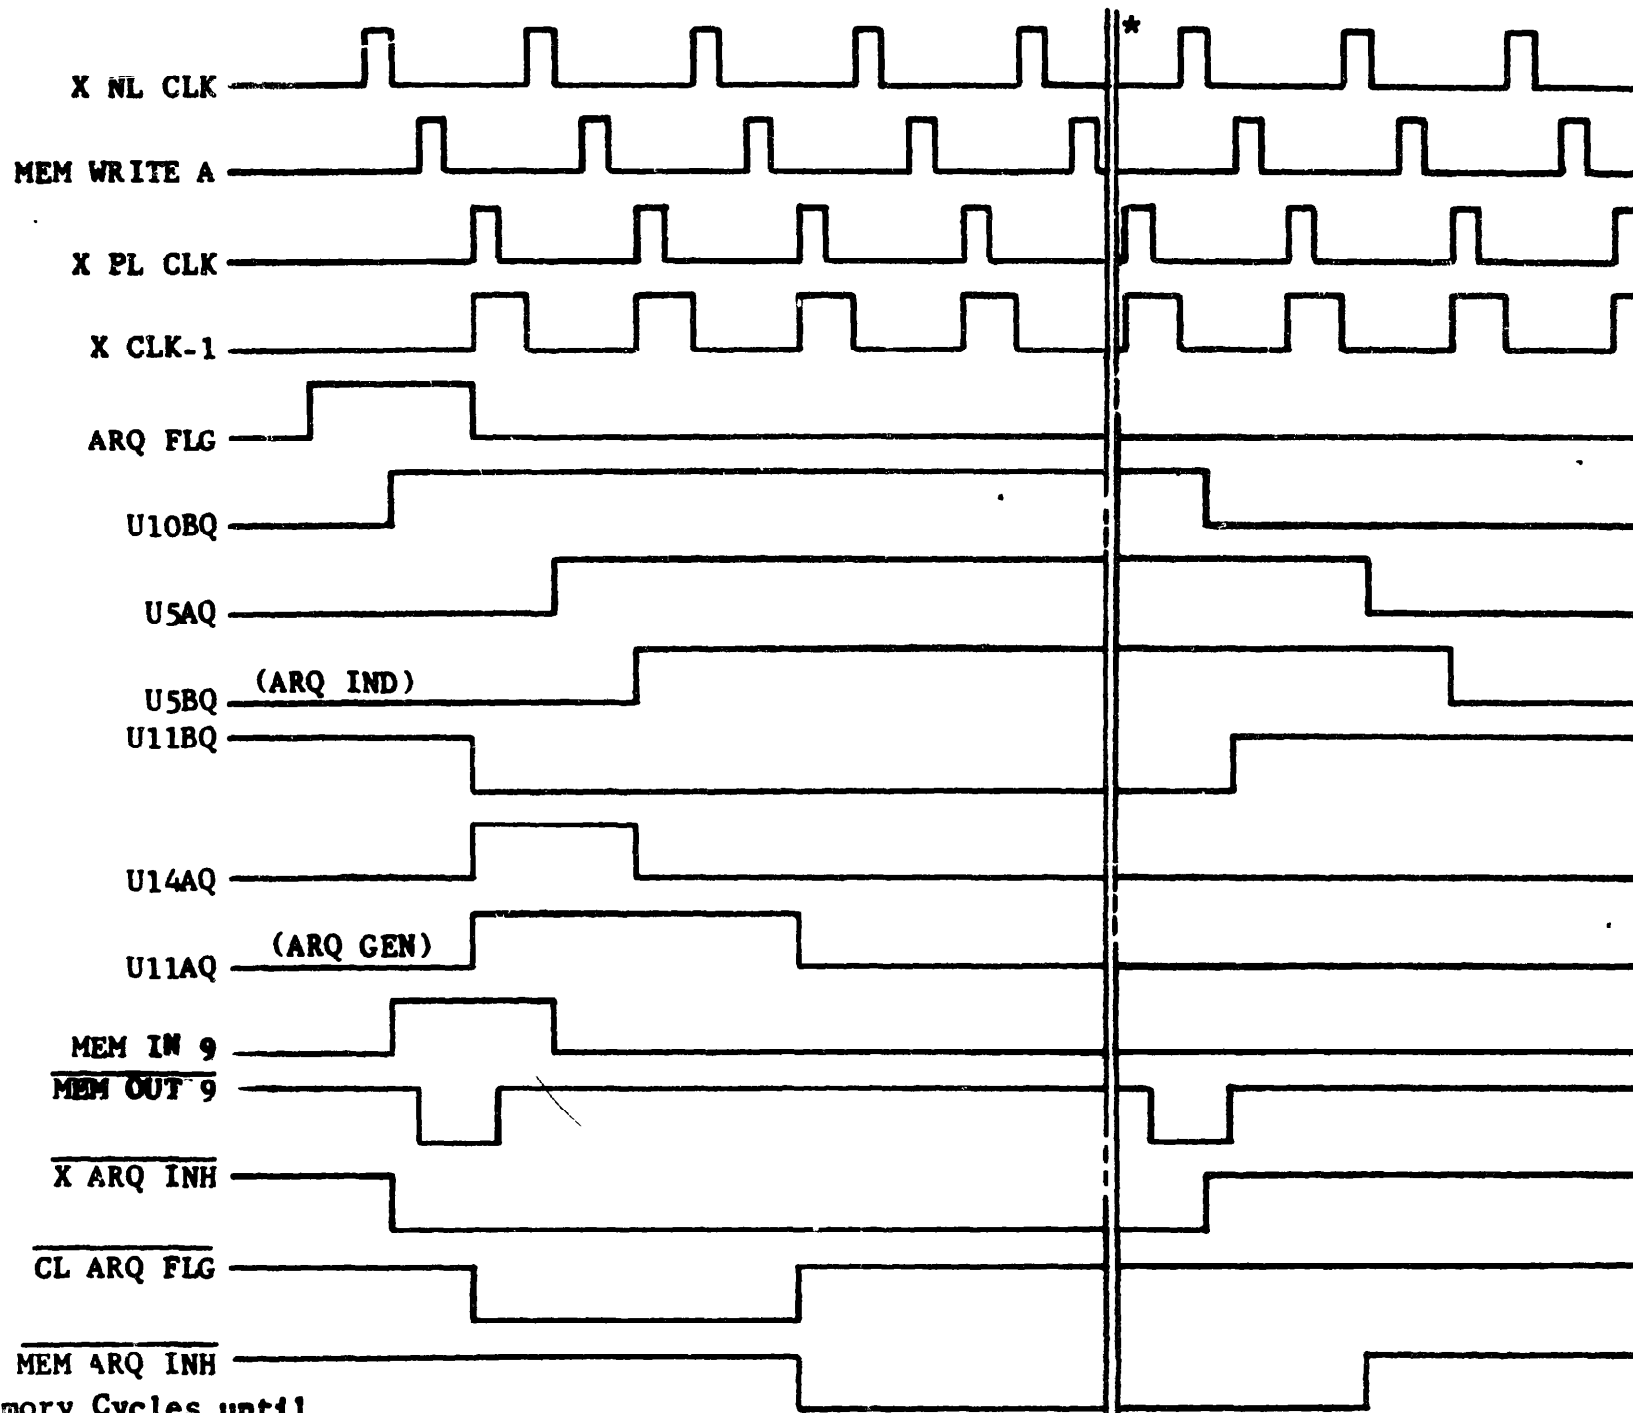 *
X NL CLK
MEM WRITE A
X PL CLK
X CLK-1
ARQ FLG
U10BQ
U5AQ
(ARQ IND)
U5BQ
U11BQ
U14AQ
(ARQ GEN)
U11AQ
MEM IN 9
MEM OUT 9
X ARQ INH
CL ARQ FLG
MEM ARQ INH
mory Cycles until